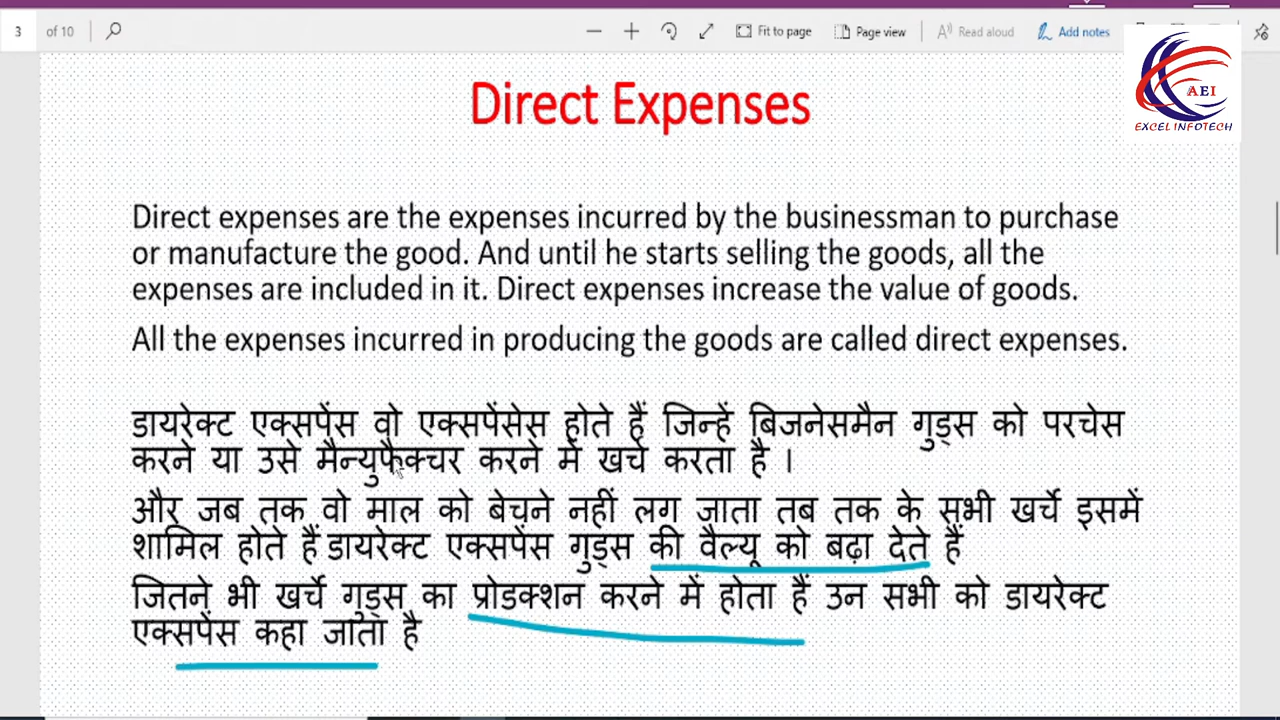 3 of 10 Fit to page Page view Read aloud Add notes
AEI
EXCEL INFOTECH
Direct Expenses
Direct expenses are the expenses incurred by the businessman to purchase
or manufacture the good. And until he starts selling the goods, all the
expenses are included in it. Direct expenses increase the value of goods.
All the expenses incurred in producing the goods are called direct expenses.
डायरेक्ट एक्सपेंस वो एक्सपेंसेस होते हैं जिन्हें बिजनेसमैन गुड्स को परचेस
करने या उसे मैन्युफैक्चर करने में खर्च करता है ।
और जब तक वो माल को बेचने नहीं लग जाता तब तक के सभी खर्चे इसमें
शामिल होते हैं डायरेक्ट एक्सपेंस गुड्स की वैल्यू को बढ़ा देते हैं
जितने भी खर्चे गुड्स का प्रोडक्शन करने में होता हैं उन सभी को डायरेक्ट
एक्सपेंस कहा जाता है